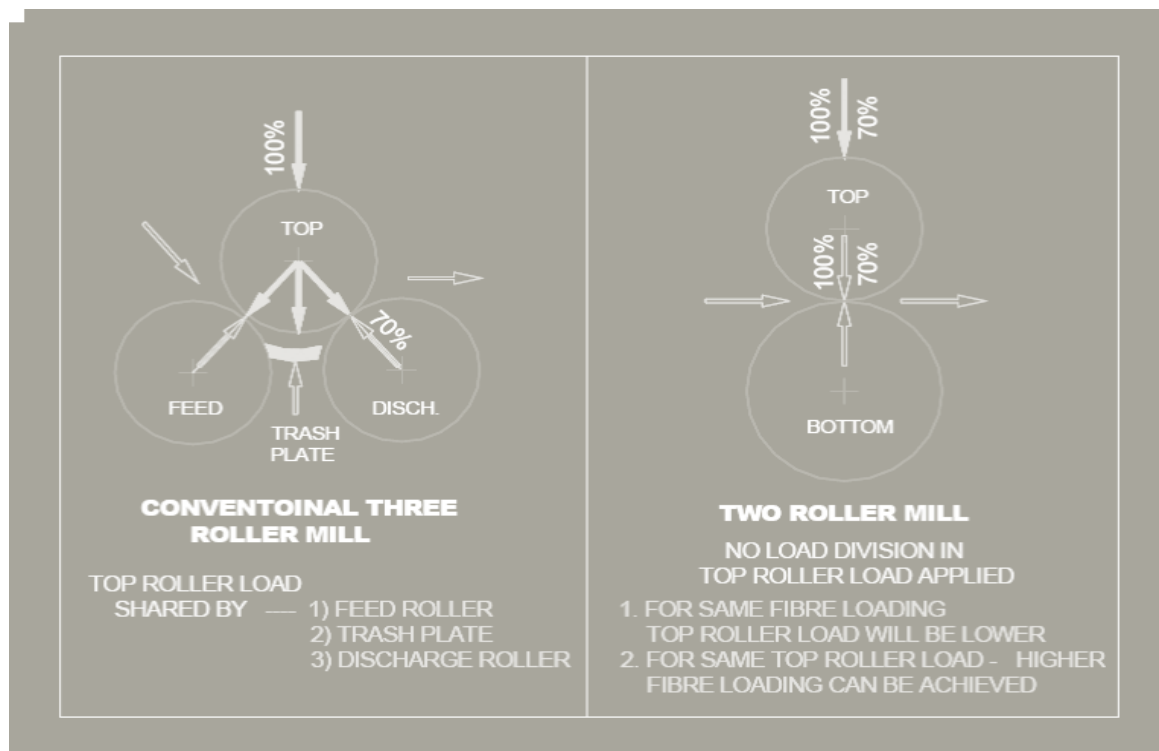 100%
TOP
70%
FEED
DISCH.
TRASH
PLATE
CONVENTOINAL THREE
ROLLER MILL
TOP ROLLER LOAD
SHARED BY ---- 1) FEED ROLLER
2) TRASH PLATE
3) DISCHARGE ROLLER
100% 70%
TOP
100% 70%
BOTTOM
TWO ROLLER MILL
NO LOAD DIVISION IN
TOP ROLLER LOAD APPLIED
1. FOR SAME FIBRE LOADING
TOP ROLLER LOAD WILL BE LOWER
2. FOR SAME TOP ROLLER LOAD - HIGHER
FIBRE LOADING CAN BE ACHIEVED